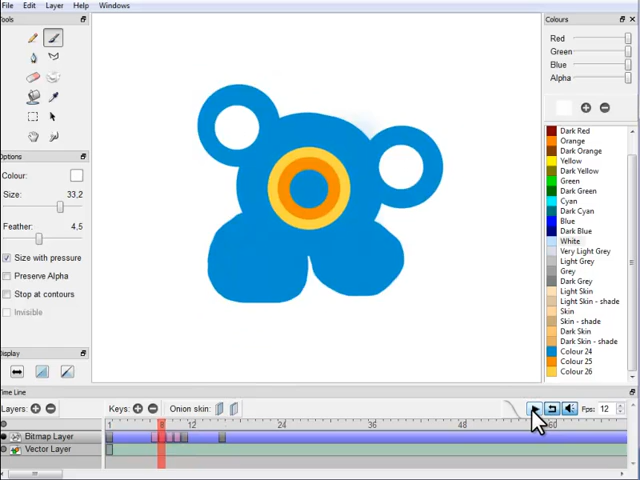 File Edit Layer Help Windows
Tools
Colours
Red
Green
Blue
Alpha
Options
Colour:
Size: 33,2
Feather: 4,5
Size with pressure
Preserve Alpha
Stop at contours
Invisible
Display
Dark Red
Orange
Dark Orange
Yellow
Dark Yellow
Green
Dark Green
Cyan
Dark Cyan
Blue
Dark Blue
White
Very Light Grey
Light Grey
Grey
Dark Grey
Light Skin
Light Skin - shade
Skin
Skin - shade
Dark Skin
Dark Skin - shade
Colour 24
Colour 25
Colour 26
Time Line
Layers: Keys: Onion skin: Fps: 12
1 8 12 24 36 48 60
Bitmap Layer
Vector Layer